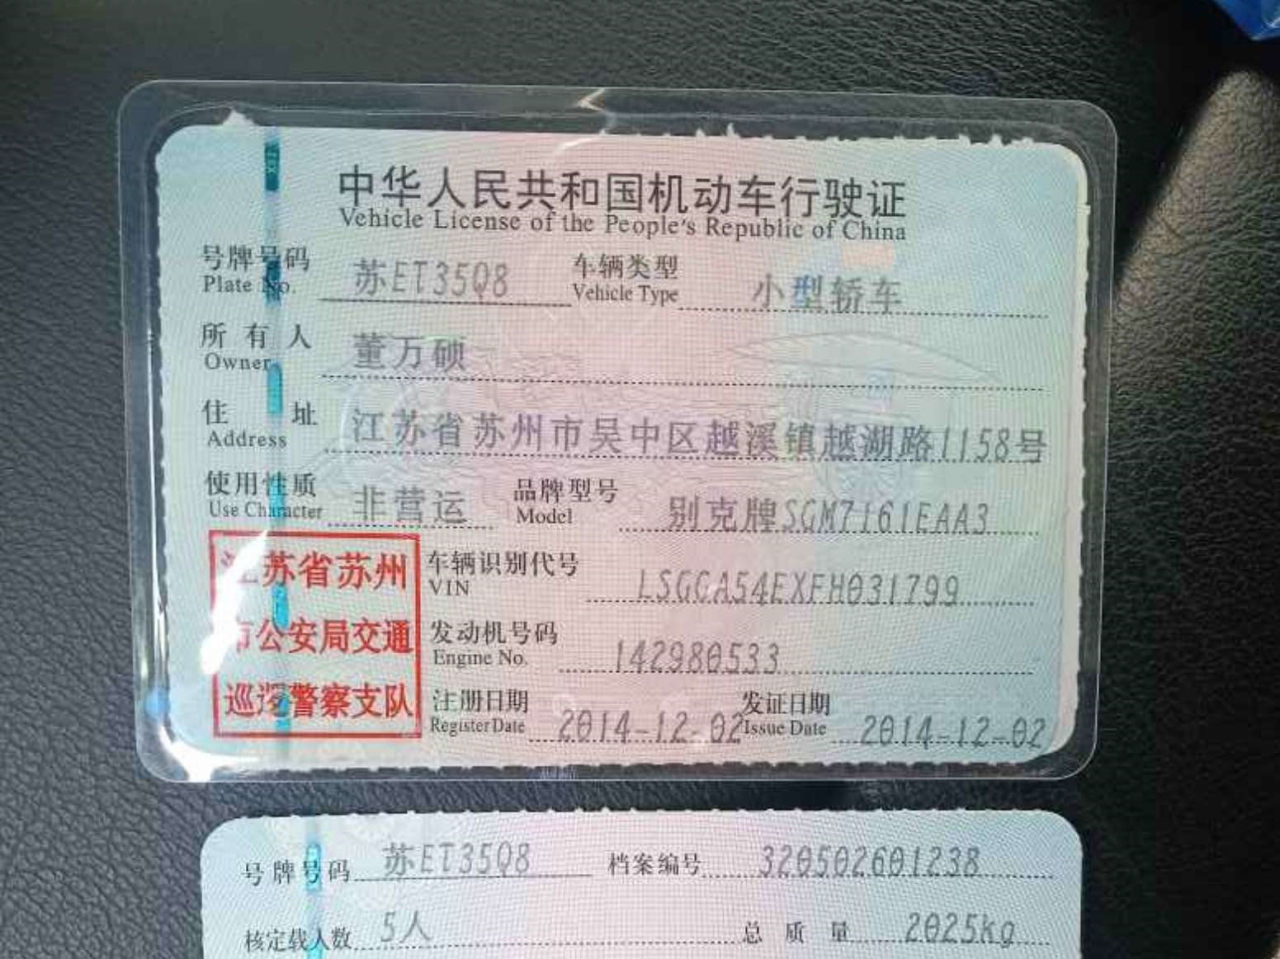 中华人民共和国机动车行驶证
Vehicle License of the People's Republic of China
号牌号码 苏ET35Q8 车辆类型 小型轿车
Plate No. Vehicle Type
所有人 董万硕
Owner
住址 江苏省苏州市吴中区越溪镇越湖路1158号
Address
使用性质 非营运 品牌型号 别克牌SGM7161EAA3
Use Character Model
江苏省苏州
市公安局交通
巡逻警察支队
车辆识别代号 LSGGA54EXFH031799
VIN
发动机号码 142980533
Engine No.
注册日期 2014-12-02 发证日期 2014-12-02
Register Date Issue Date
号牌号码 苏ET35Q8 档案编号 320502601238
核定载人数 5人 总质量 2025kg